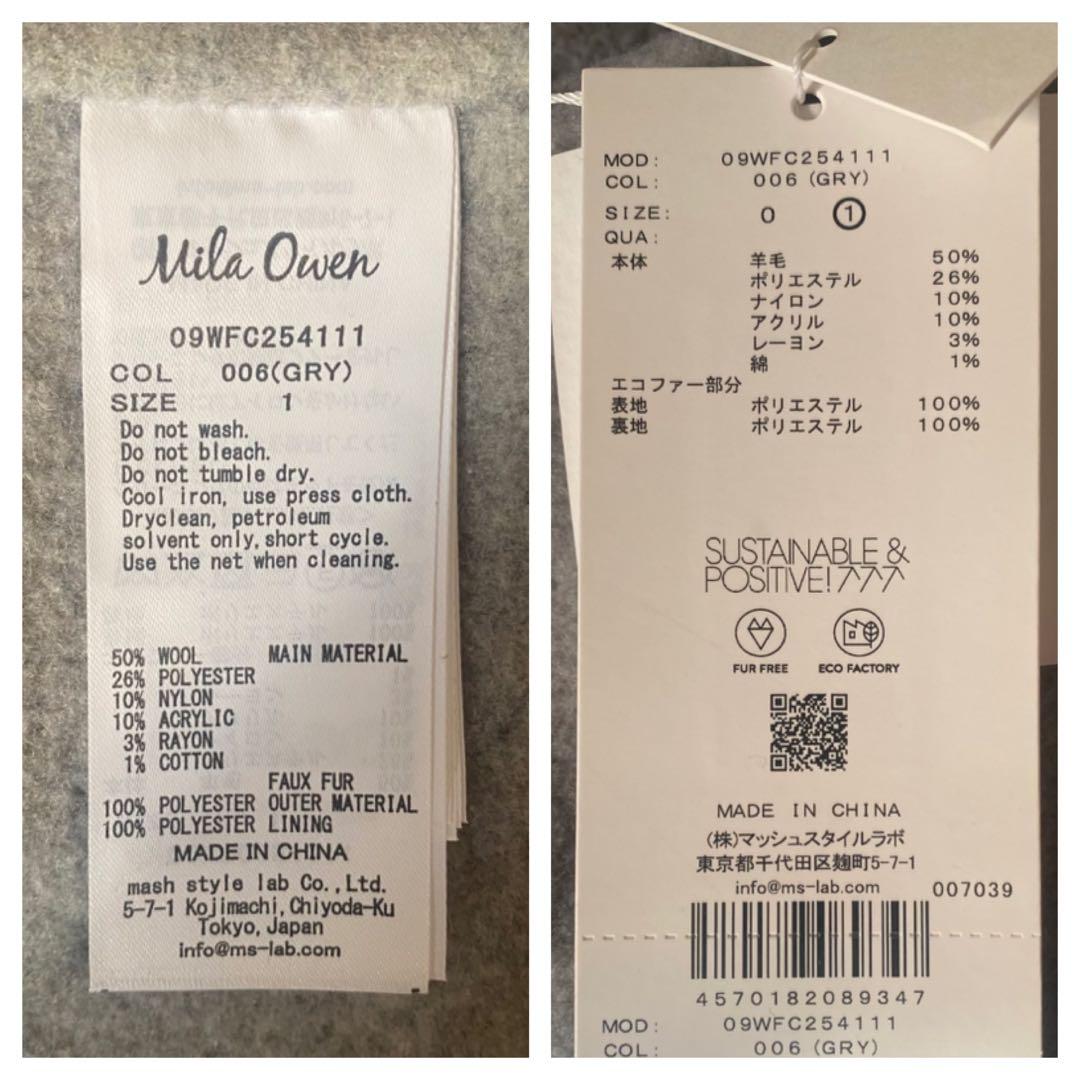 Mila Owen
09WFC254111
COL 006(GRY)
SIZE 1
Do not wash.
Do not bleach.
Do not tumble dry.
Cool iron, use press cloth.
Dryclean, petroleum
solvent only, short cycle.
Use the net when cleaning.
50% WOOL MAIN MATERIAL
26% POLYESTER
10% NYLON
10% ACRYLIC
3% RAYON
1% COTTON
FAUX FUR
100% POLYESTER OUTER MATERIAL
100% POLYESTER LINING
MADE IN CHINA
mash style lab Co.,Ltd.
5-7-1 Kojimachi,Chiyoda-Ku
Tokyo,Japan
info@ms-lab.com
MOD: 09WFC254111
COL: 006 (GRY)
SIZE: 0 ①
QUA:
本体 羊毛 50%
ポリエステル 26%
ナイロン 10%
アクリル 10%
レーヨン 3%
綿 1%
エコファー部分
表地 ポリエステル 100%
裏地 ポリエステル 100%
SUSTAINABLE &
POSITIVE!
FUR FREE ECO FACTORY
MADE IN CHINA
(株)マッシュスタイルラボ
東京都千代田区麹町5-7-1
info@ms-lab.com 007039
4570182089347
MOD: 09WFC254111
COL: 006 (GRY)